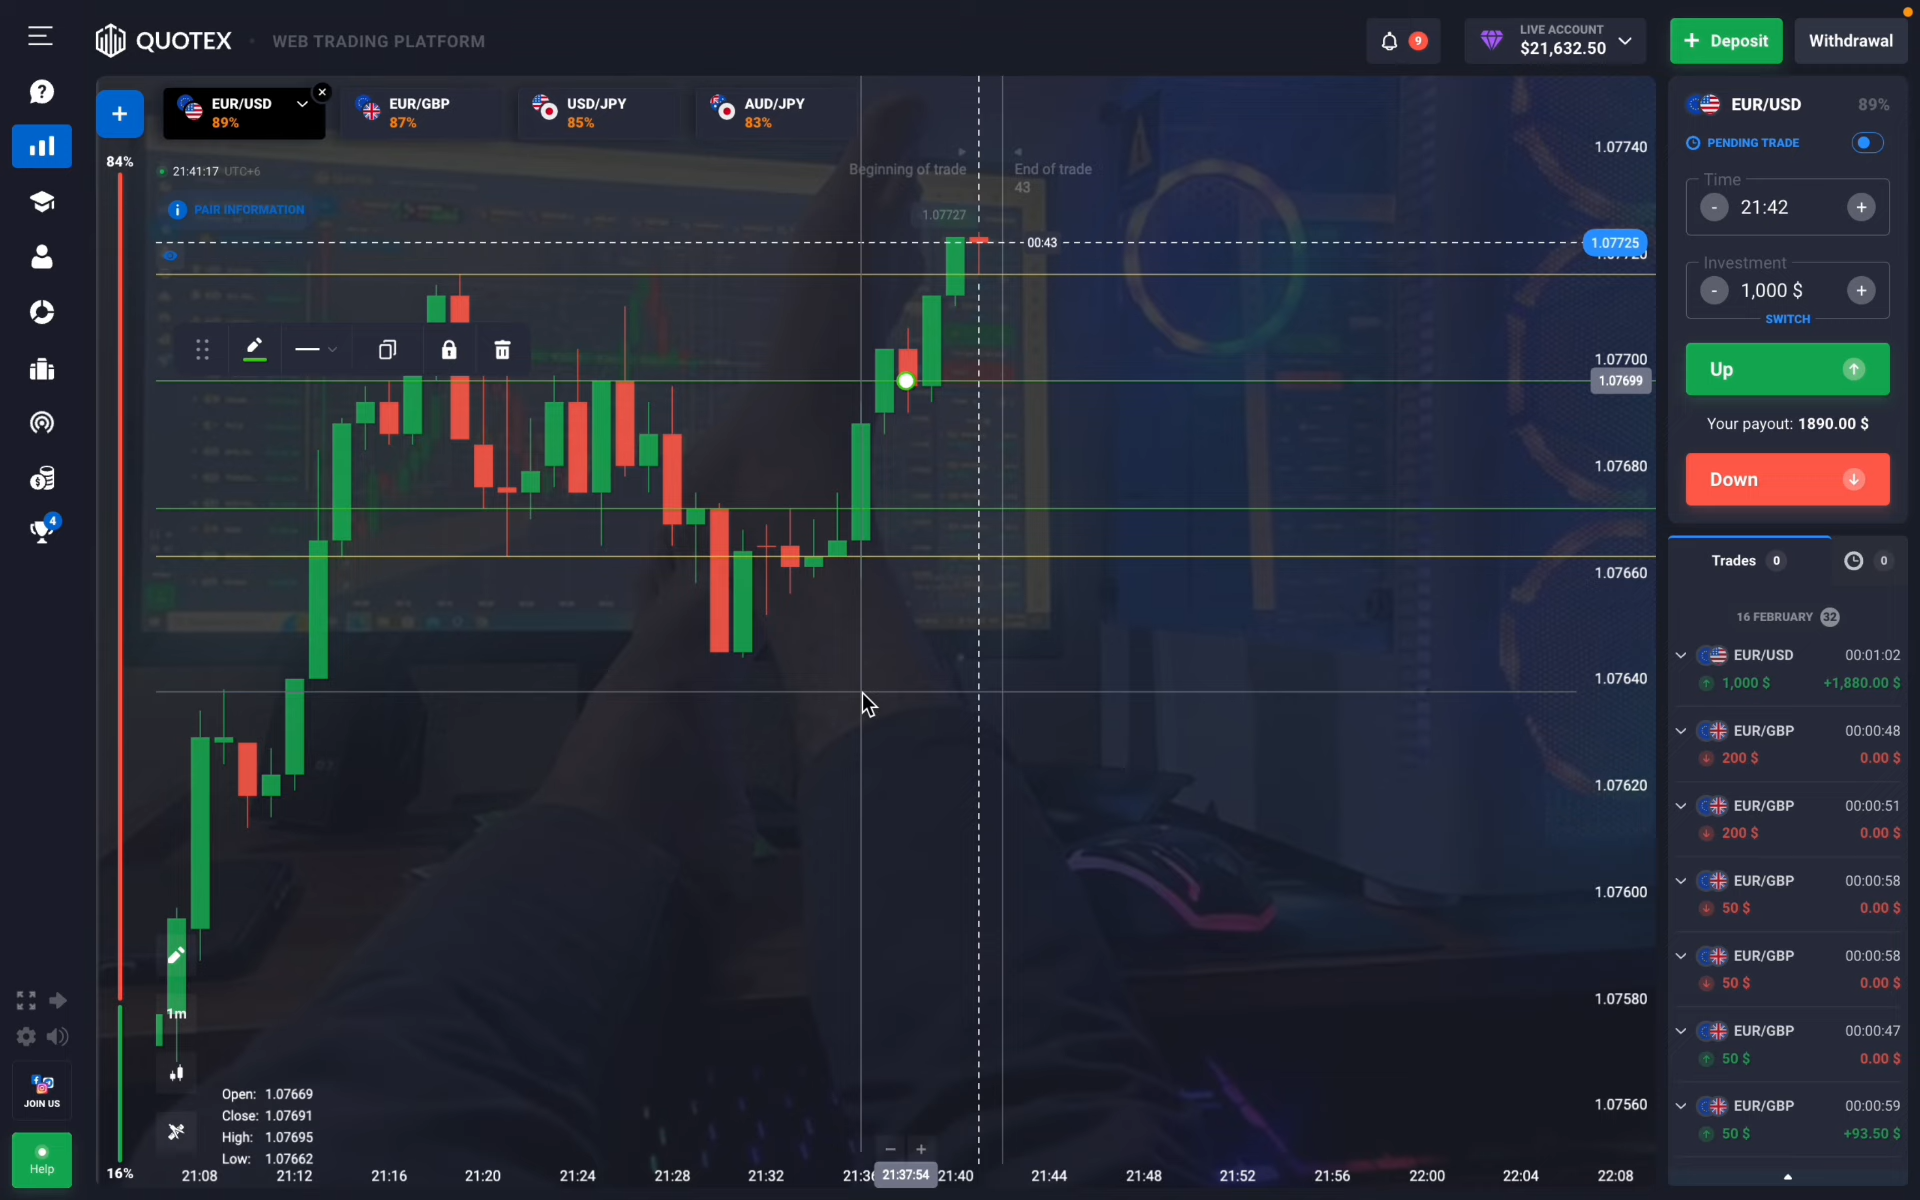 QUOTEX
WEB TRADING PLATFORM
9
LIVE ACCOUNT
$21,632.50
+ Deposit
Withdrawal
+
EUR/USD
89%
EUR/GBP
87%
USD/JPY
85%
AUD/JPY
83%
84%
21:41:17 UTC+6
PAIR INFORMATION
Beginning of trade
End of trade
43
1.07727
00:43
1.07740
1.07725
1.07720
1.07700
1.07699
1.07680
1.07660
1.07640
1.07620
1.07600
1.07580
1.07560
1m
Open: 1.07669
Close: 1.07691
High: 1.07695
Low: 1.07662
16%
21:08
21:12
21:16
21:20
21:24
21:28
21:32
21:37:54
21:40
21:44
21:48
21:52
21:56
22:00
22:04
22:08
4
JOIN US
Help
EUR/USD 89%
PENDING TRADE
Time
- 21:42 +
Investment
- 1,000 $ +
SWITCH
Up
Your payout: 1890.00 $
Down
Trades 0
0
16 FEBRUARY 32
EUR/USD 00:01:02
1,000 $ +1,880.00 $
EUR/GBP 00:00:48
200 $ 0.00 $
EUR/GBP 00:00:51
200 $ 0.00 $
EUR/GBP 00:00:58
50 $ 0.00 $
EUR/GBP 00:00:58
50 $ 0.00 $
EUR/GBP 00:00:47
50 $ 0.00 $
EUR/GBP 00:00:59
50 $ +93.50 $